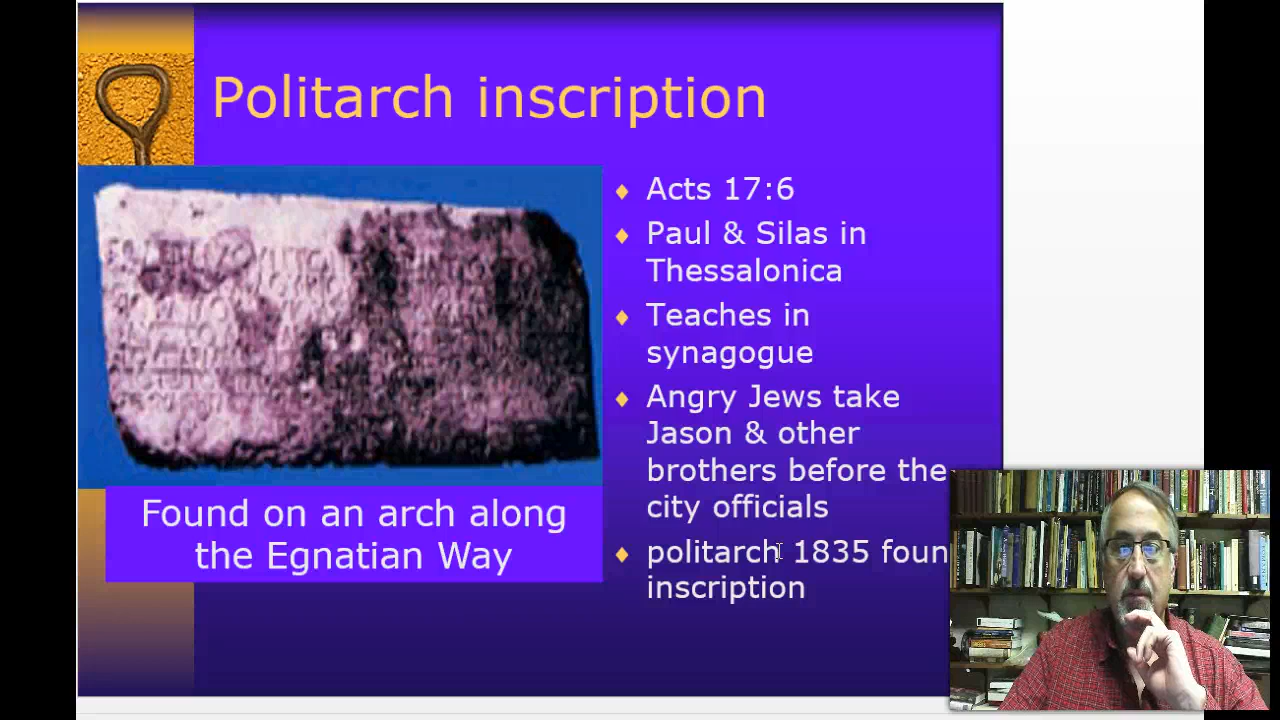 Politarch inscription
Acts 17:6
Paul & Silas in
Thessalonica
Teaches in
synagogue
Angry Jews take
Jason & other
brothers before the
city officials
politarch 1835 foun
inscription
Found on an arch along
the Egnatian Way